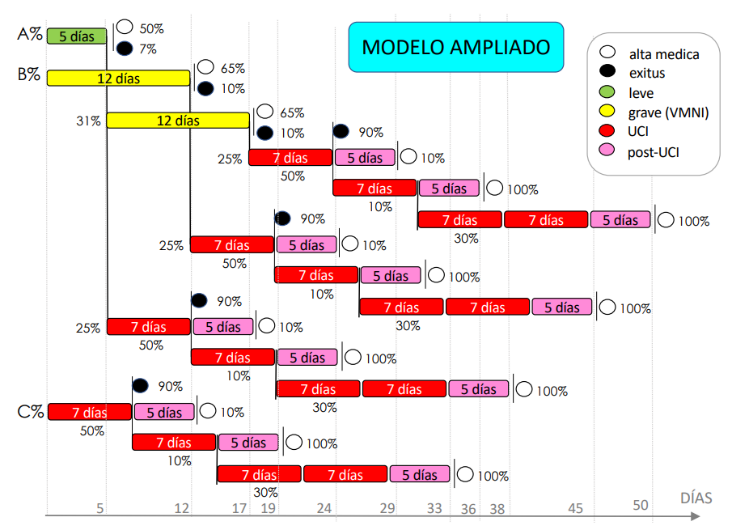 MODELO AMPLIADO
alta medica
exitus
leve
grave (VMNI)
UCI
post-UCI
A% 5 días 50%
7%
B% 12 días 65%
10%
31% 12 días 65%
10% 90%
25% 7 días 5 días 10%
50% 7 días 5 días 100%
10% 7 días 7 días 5 días 100%
30%
90%
25% 7 días 5 días 10%
50% 7 días 5 días 100%
10% 7 días 7 días 5 días 100%
30%
90%
25% 7 días 5 días 10%
50% 7 días 5 días 100%
10% 7 días 7 días 5 días 100%
30%
90%
C% 7 días 5 días 10%
50% 7 días 5 días 100%
10% 7 días 7 días 5 días 100%
30%
5 12 17 19 24 29 33 36 38 45 50 DÍAS